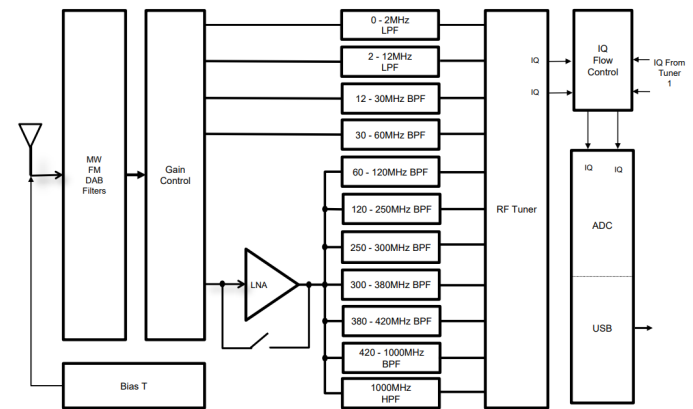 MW
FM
DAB
Filters
Gain
Control
Bias T
LNA
0 - 2MHz
LPF
2 - 12MHz
LPF
12 - 30MHz BPF
30 - 60MHz BPF
60 - 120MHz BPF
120 - 250MHz BPF
250 - 300MHz BPF
300 - 380MHz BPF
380 - 420MHz BPF
420 - 1000MHz
BPF
1000MHz
HPF
RF Tuner
IQ
IQ
IQ
Flow
Control
IQ From
Tuner
1
IQ IQ
ADC
USB